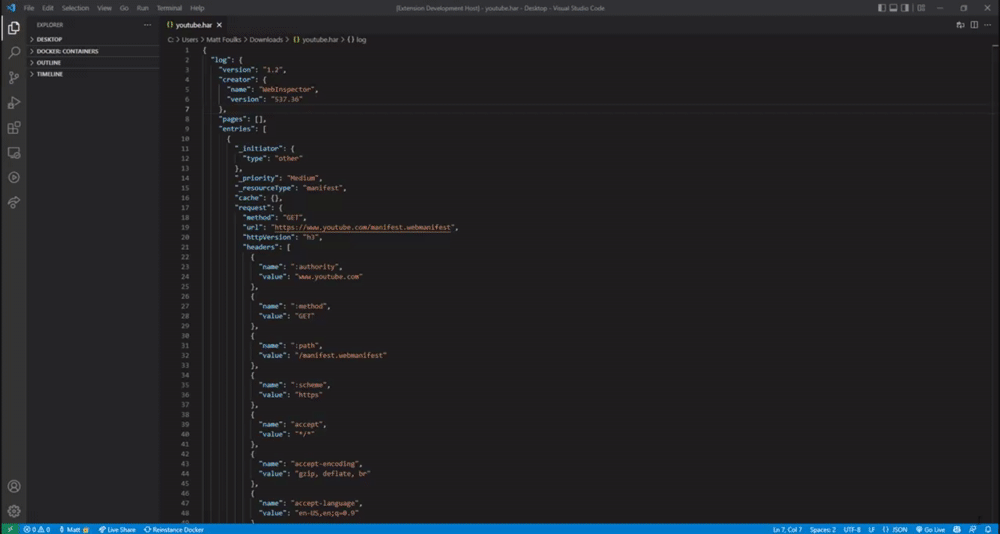 File Edit Selection View Go Run Terminal Help
[Extension Development Host] - youtube.har - Desktop - Visual Studio Code
EXPLORER
DESKTOP
DOCKER: CONTAINERS
OUTLINE
TIMELINE
youtube.har
C: > Users > Matt Foulks > Downloads > {} youtube.har > {} log
1 {
2 "log": {
3 "version": "1.2",
4 "creator": {
5 "name": "WebInspector",
6 "version": "537.36"
7 },
8 "pages": [],
9 "entries": [
10 {
11 "_initiator": {
12 "type": "other"
13 },
14 "_priority": "Medium",
15 "_resourceType": "manifest",
16 "cache": {},
17 "request": {
18 "method": "GET",
19 "url": "https://www.youtube.com/manifest.webmanifest",
20 "httpVersion": "h3",
21 "headers": [
22 {
23 "name": ":authority",
24 "value": "www.youtube.com"
25 },
26 {
27 "name": ":method",
28 "value": "GET"
29 },
30 {
31 "name": ":path",
32 "value": "/manifest.webmanifest"
33 },
34 {
35 "name": ":scheme",
36 "value": "https"
37 },
38 {
39 "name": "accept",
40 "value": "*/*"
41 },
42 {
43 "name": "accept-encoding",
44 "value": "gzip, deflate, br"
45 },
46 {
47 "name": "accept-language",
48 "value": "en-US,en;q=0.9"
0 0 Matt Live Share Reinstance Docker
Ln 7, Col 7 Spaces: 2 UTF-8 LF {} JSON Go Live